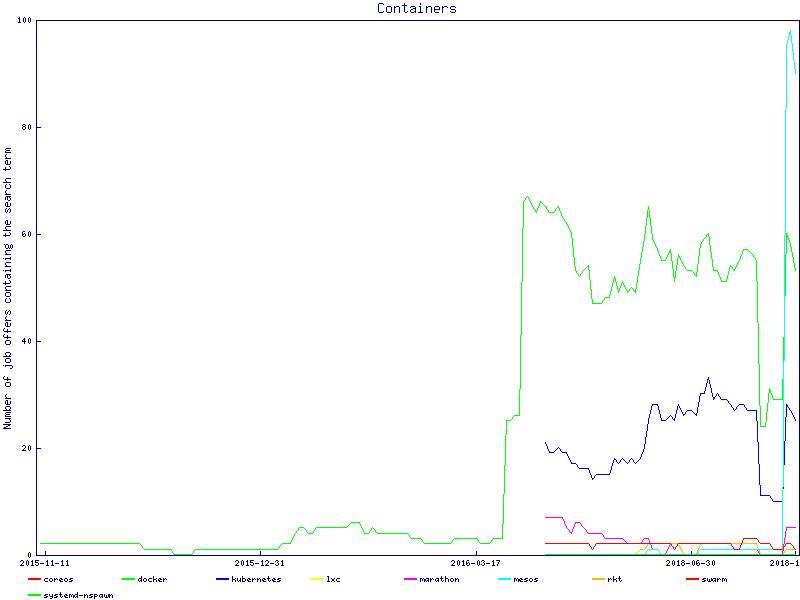 Containers
Number of job offers containing the search term
100
80
60
40
20
0
2015-11-11 2015-12-31 2016-03-17 2018-06-30 2018-1
coreos docker kubernetes lxc marathon mesos rkt swarm
systemd-nspawn